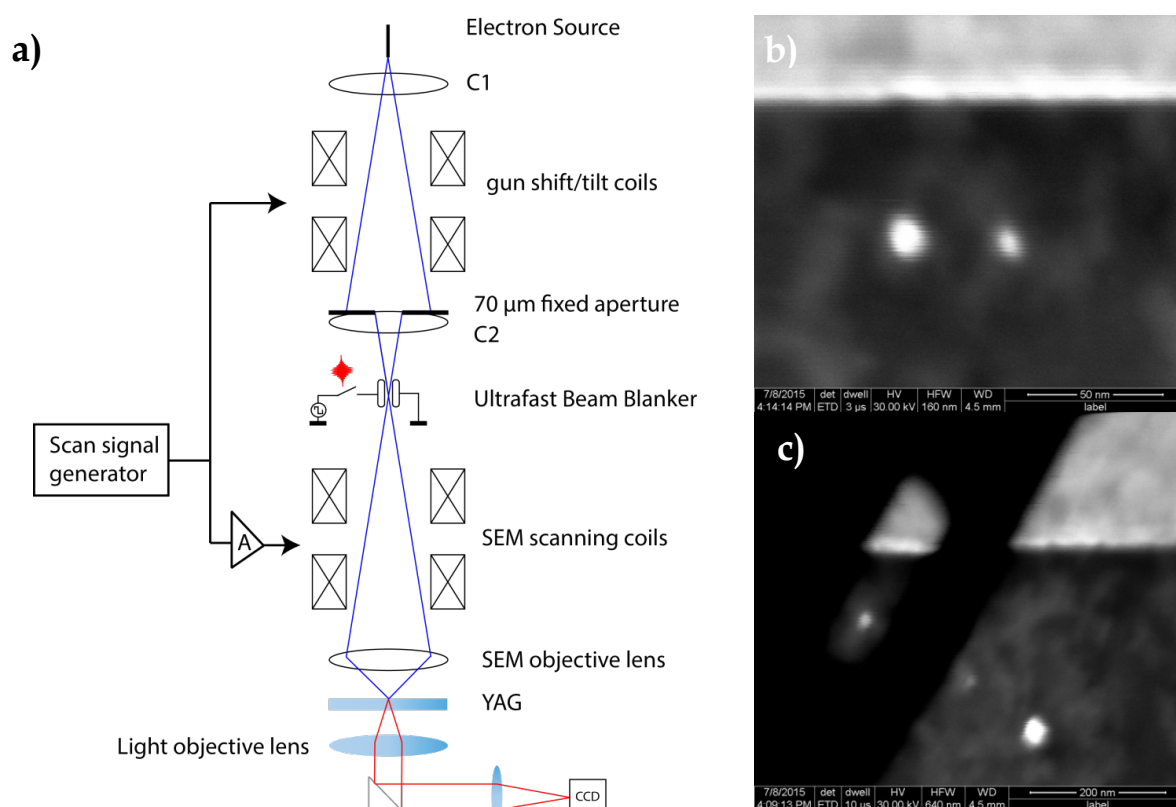 a)
Electron Source
C1
gun shift/tilt coils
70 µm fixed aperture
C2
Ultrafast Beam Blanker
Scan signal
generator
A
SEM scanning coils
SEM objective lens
YAG
Light objective lens
CCD
b)
7/8/2015 det dwell HV HFW WD 50 nm
4:14:14 PM ETD 3 µs 30.00 kV 160 nm 4.5 mm label
c)
7/8/2015 det dwell HV HFW WD 200 nm
4:09:13 PM ETD 10 µs 30.00 kV 640 nm 4.5 mm label